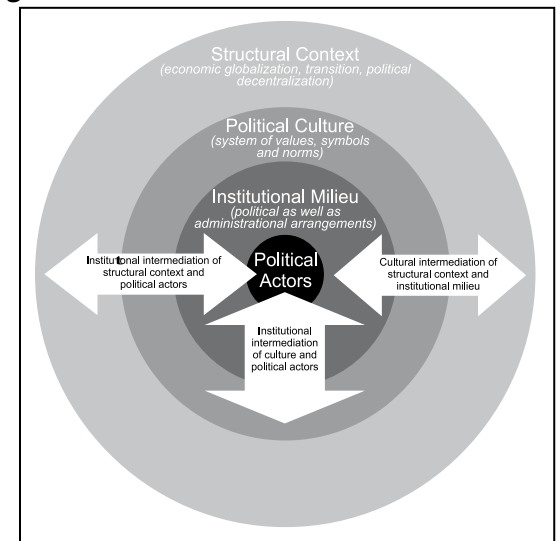 Structural Context
(economic globalization, transition, political
decentralization)
Political Culture
(system of values, symbols
and norms)
Institutional Milieu
(political as well as
administrational arrangements)
Political
Actors
Institutional intermediation of
structural context and
political actors
Cultural intermediation of
structural context and
institutional milieu
Institutional
intermediation
of culture and
political actors